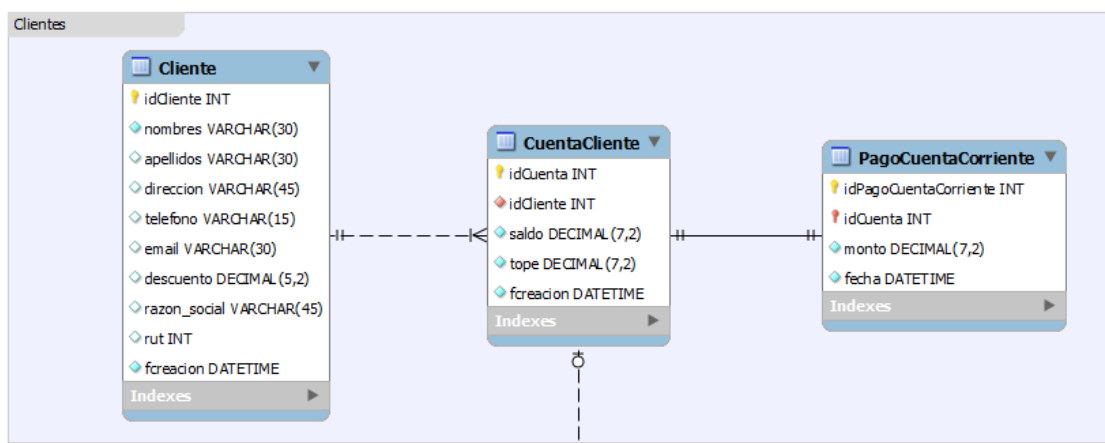 Clientes
Cliente
idCliente INT
nombres VARCHAR(30)
apellidos VARCHAR(30)
direccion VARCHAR(45)
telefono VARCHAR(15)
email VARCHAR(30)
descuento DECIMAL(5,2)
razon_social VARCHAR(45)
rut INT
fcreacion DATETIME
Indexes
CuentaCliente
idCuenta INT
idCliente INT
saldo DECIMAL(7,2)
tope DECIMAL(7,2)
fcreacion DATETIME
Indexes
PagoCuentaCorriente
idPagoCuentaCorriente INT
idCuenta INT
monto DECIMAL(7,2)
fecha DATETIME
Indexes